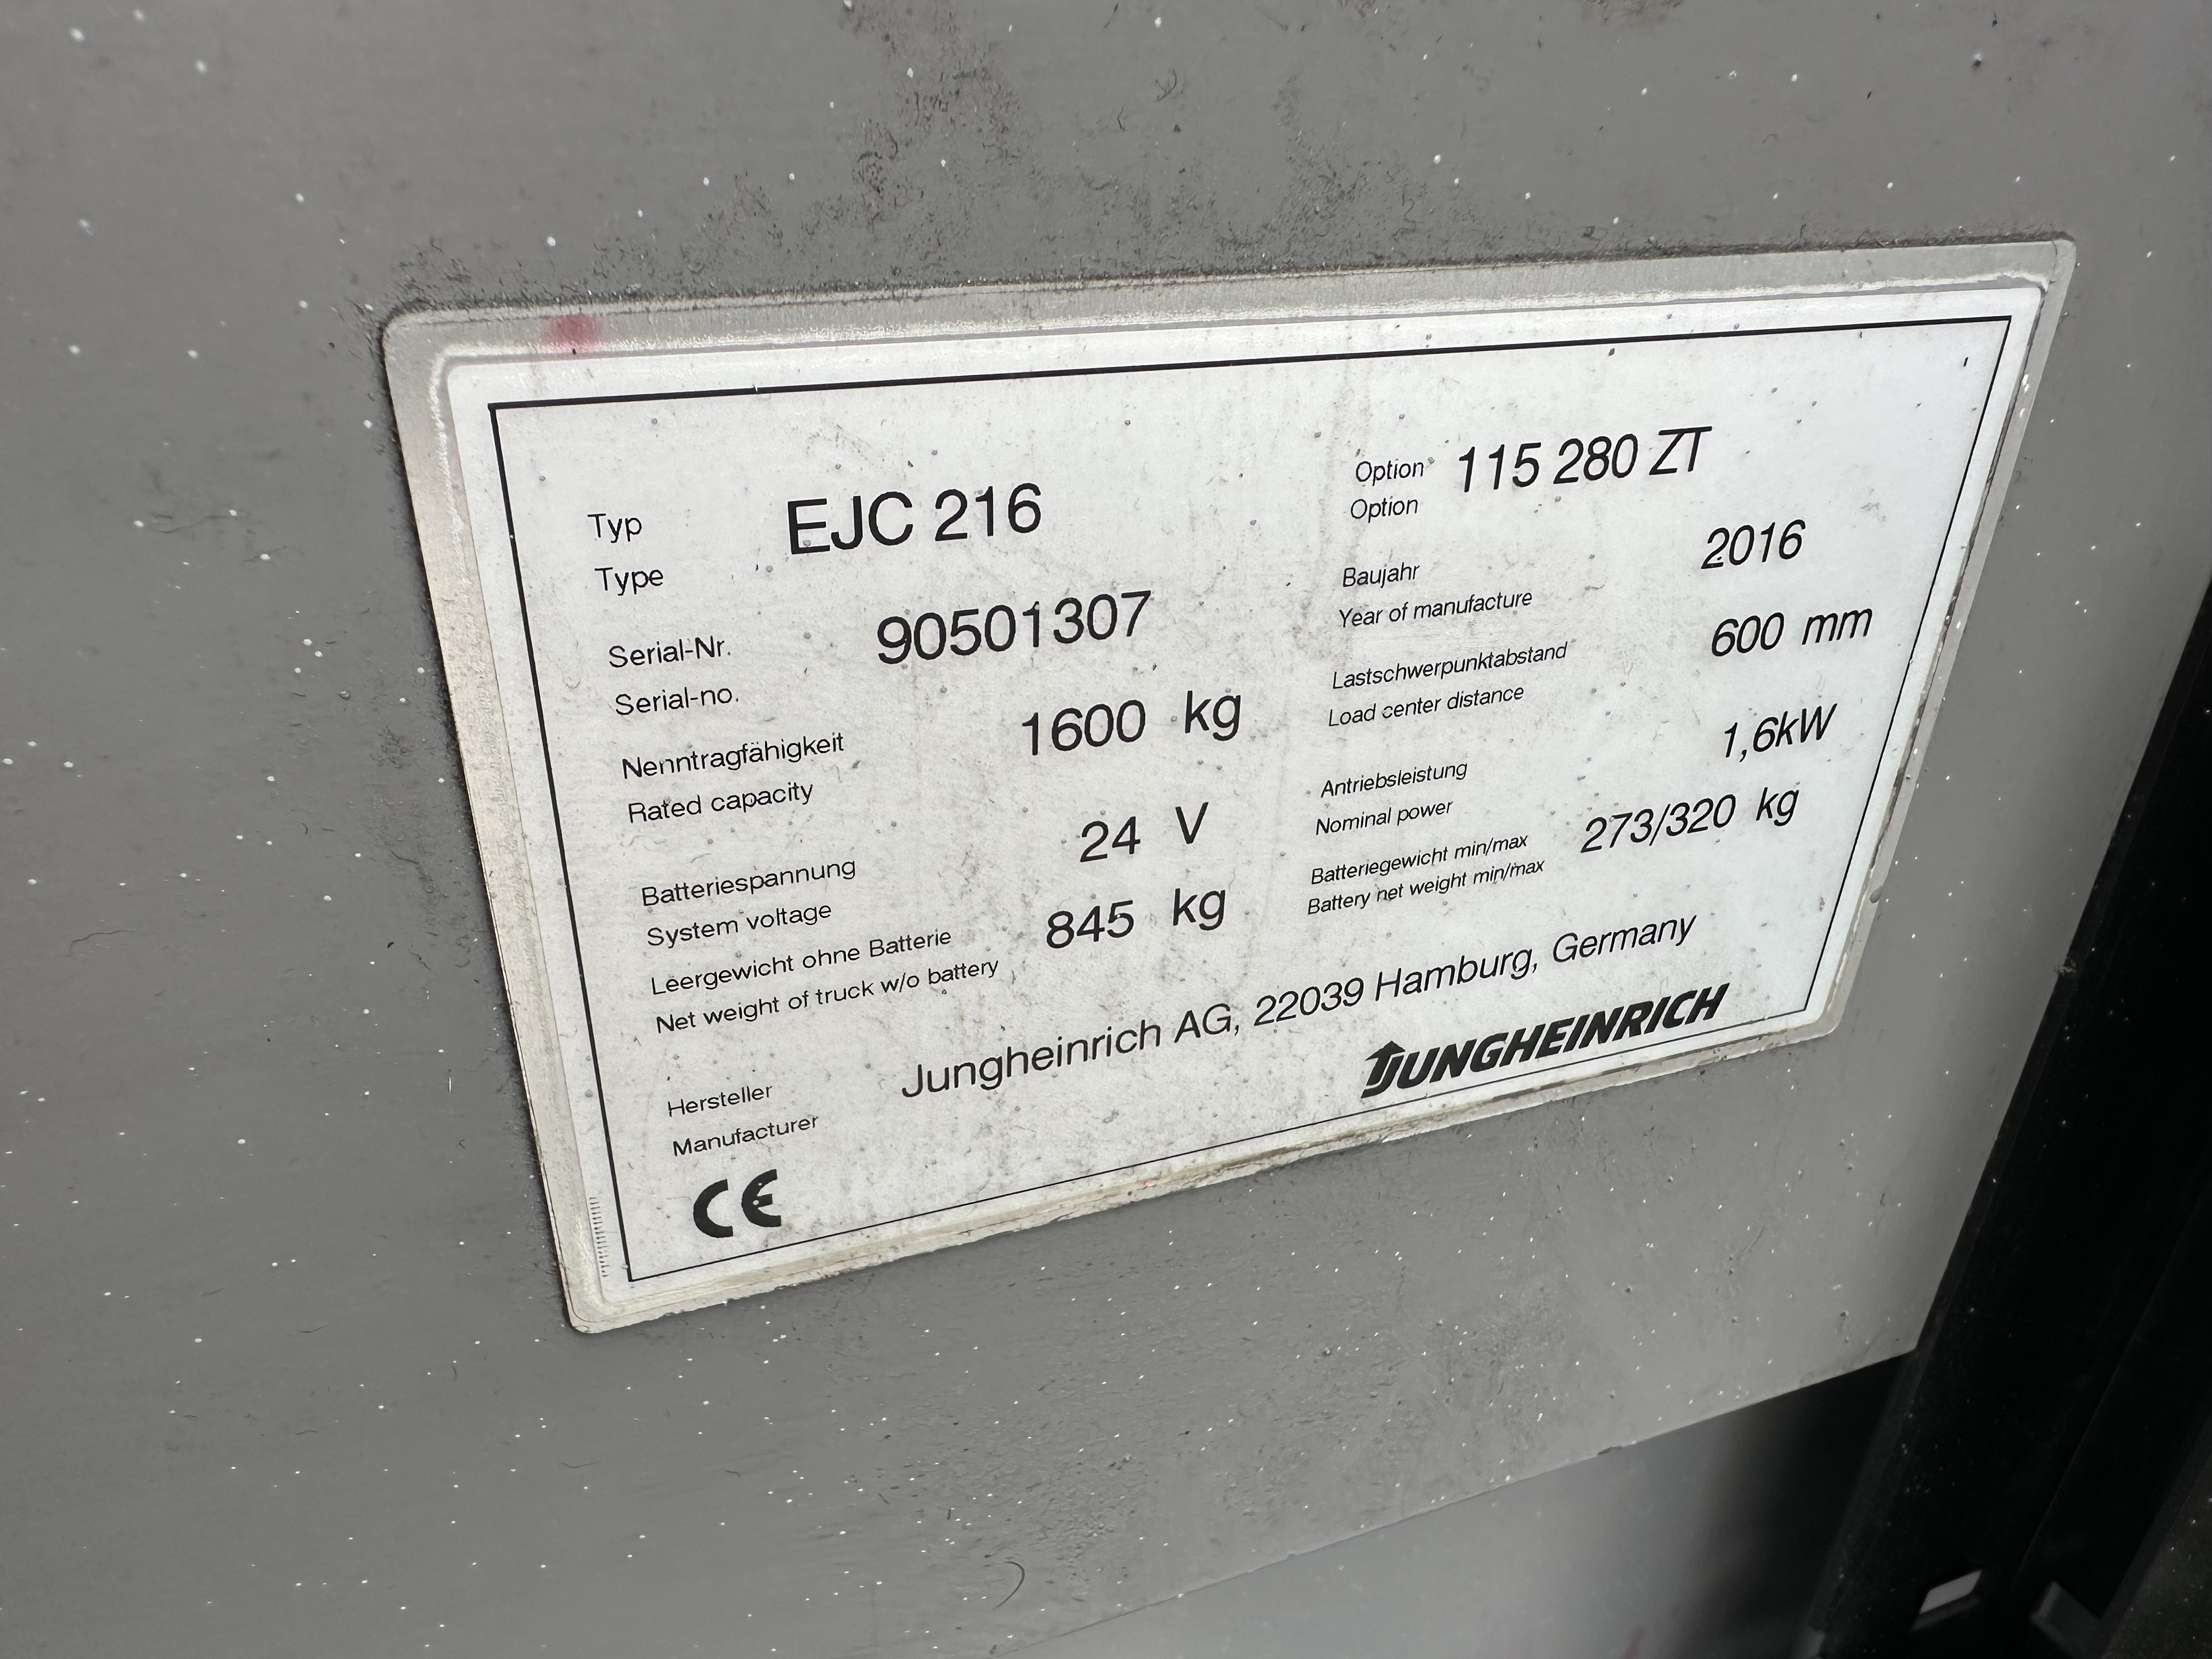 Typ
Type
EJC 216
Option
Option
115 280 ZT
Serial-Nr.
Serial-no.
90501307
Baujahr
Year of manufacture
2016
Nenntragfähigkeit
Rated capacity
1600 kg
Lastschwerpunktabstand
Load center distance
600 mm
Batteriespannung
System voltage
24 V
Antriebsleistung
Nominal power
1,6kW
Leergewicht ohne Batterie
Net weight of truck w/o battery
845 kg
Batteriegewicht min/max
Battery net weight min/max
273/320 kg
Hersteller
Manufacturer
Jungheinrich AG, 22039 Hamburg, Germany
CE
JUNGHEINRICH